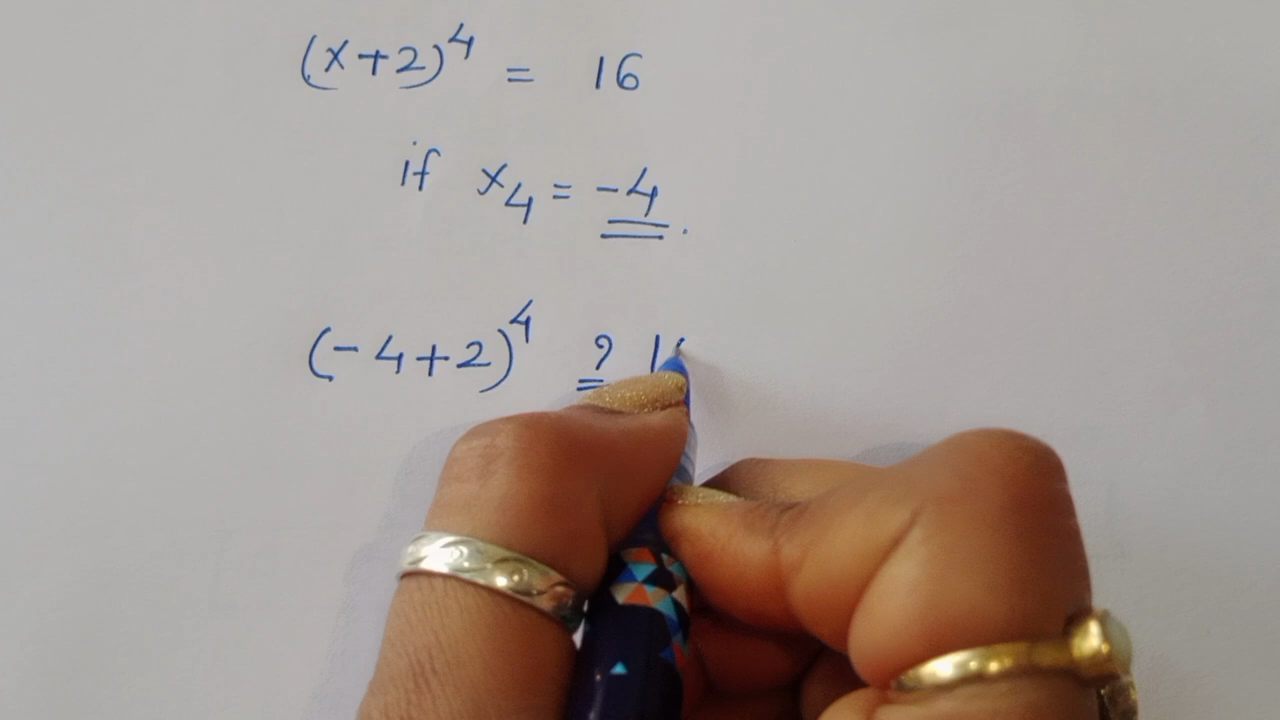 (x+2)⁴ = 16
if x₄ = -4.
(-4+2)⁴ ≟ 1